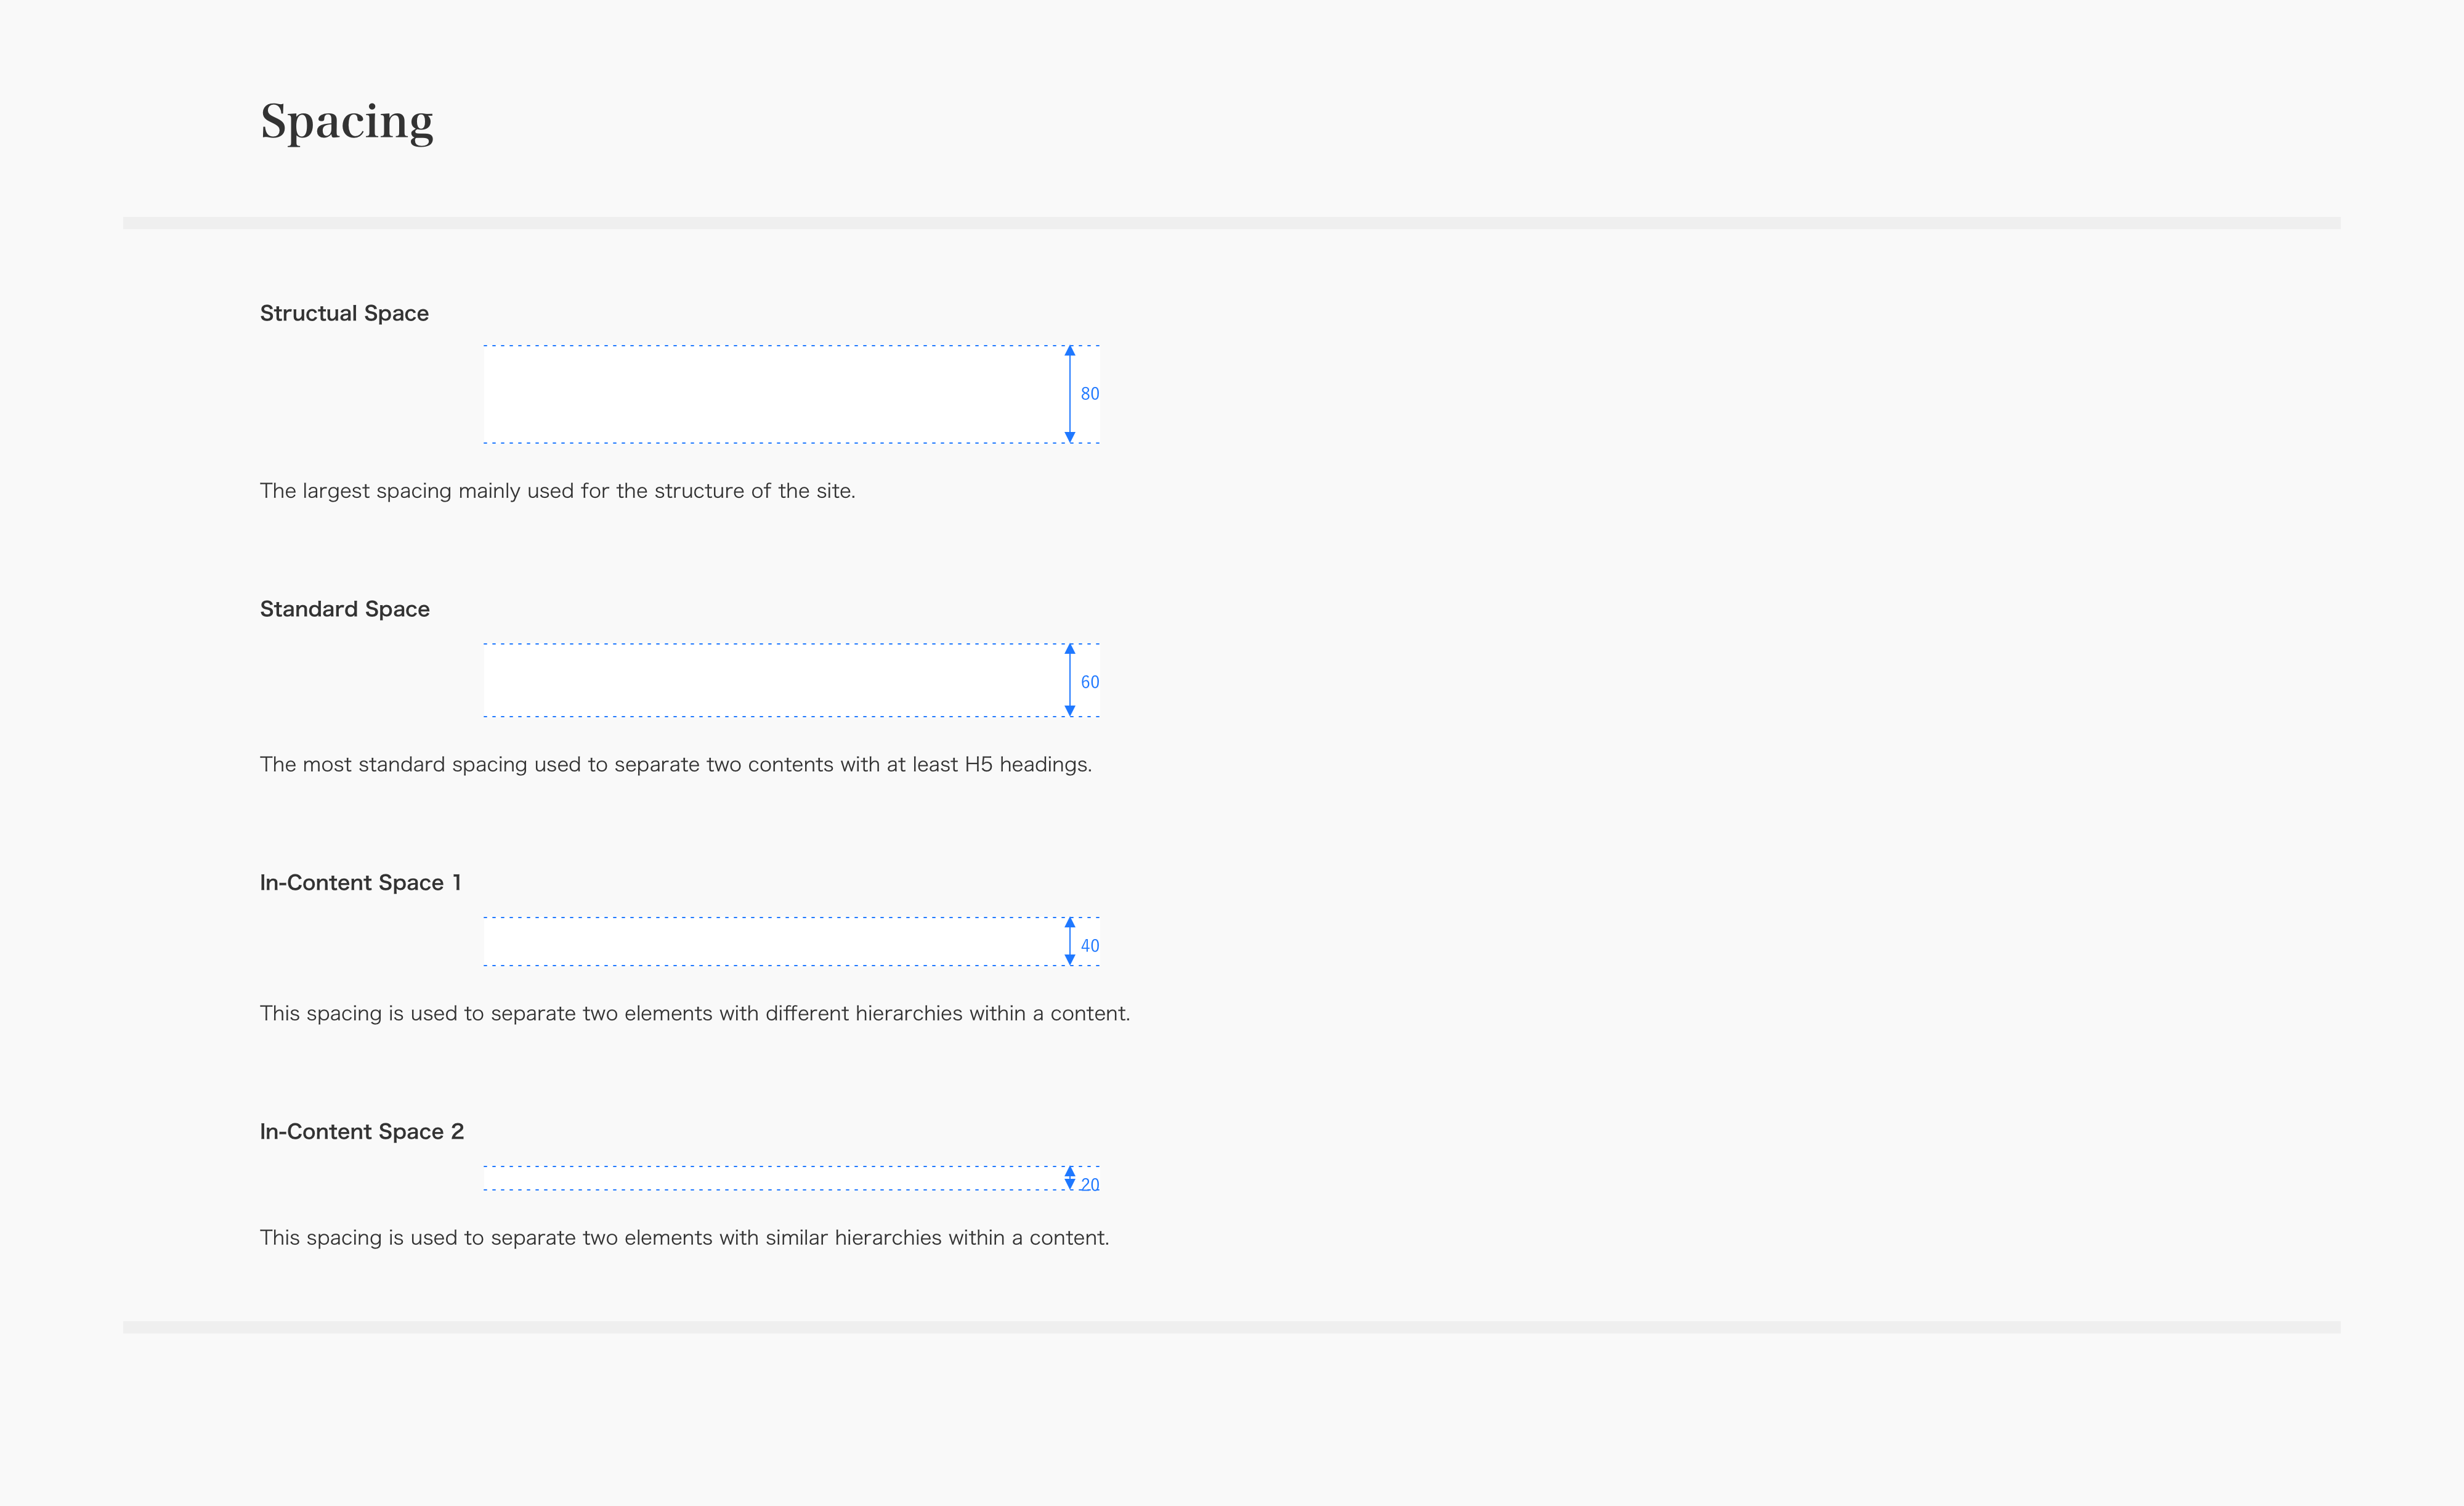 Spacing
Structual Space
80
The largest spacing mainly used for the structure of the site.
Standard Space
60
The most standard spacing used to separate two contents with at least H5 headings.
In-Content Space 1
40
This spacing is used to separate two elements with different hierarchies within a content.
In-Content Space 2
20
This spacing is used to separate two elements with similar hierarchies within a content.